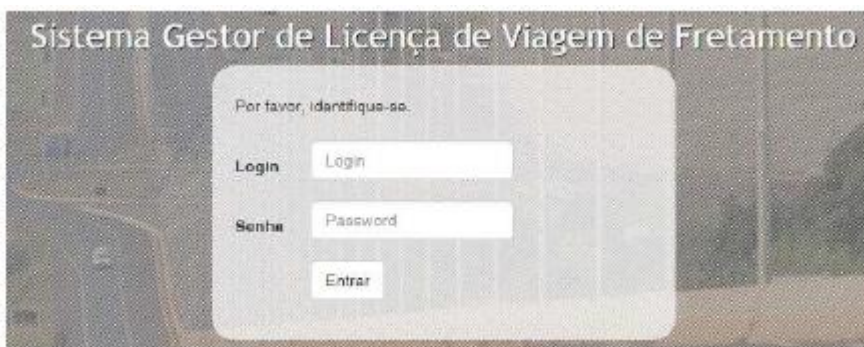 Sistema Gestor de Licença de Viagem de Fretamento
Por favor, identifique-se.
Login Login
Senha Password
Entrar